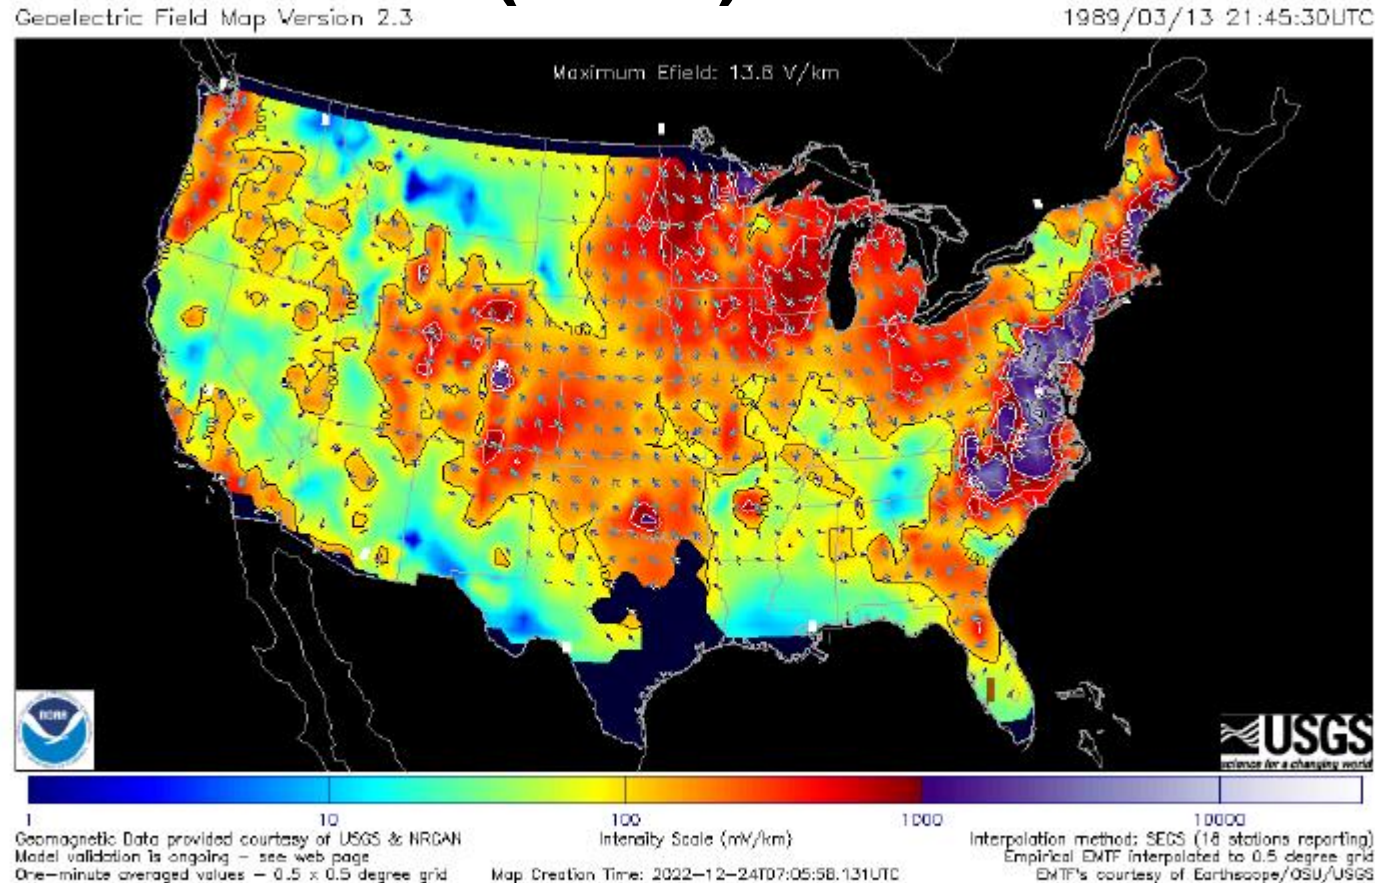 Geoelectric Field Map Version 2.3
1989/03/13 21:45:30UTC
Maximum Efield: 13.8 V/km
NOAA
USGS
science for a changing world
1 10 100 1000 10000
Geomagnetic Data provided courtesy of USGS & NRCAN
Intensity Scale (mV/km)
Interpolation method: SECS (18 stations reporting)
Model validation is ongoing - see web page
Empirical EMTF interpolated to 0.5 degree grid
One-minute averaged values - 0.5 x 0.5 degree grid
Map Creation Time: 2022-12-24T07:05:58.131UTC
EMTF's courtesy of Earthscope/OSU/USGS